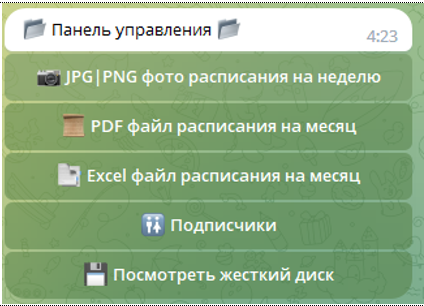 📂 Панель управления 📂
4:23
📷 JPG|PNG фото расписания на неделю
📜 PDF файл расписания на месяц
📑 Excel файл расписания на месяц
🚻 Подписчики
💾 Посмотреть жесткий диск